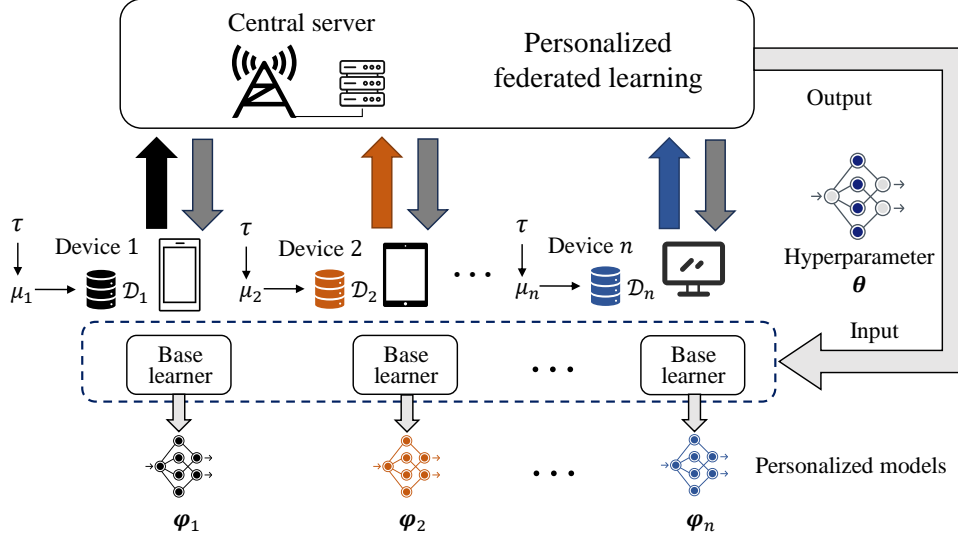 Central server
Personalized
federated learning
Output
τ
Device 1
μ₁
𝒟₁
τ
Device 2
μ₂
𝒟₂
• • •
τ
Device n
μₙ
𝒟ₙ
Hyperparameter
θ
Input
Base
learner
Base
learner
• • •
Base
learner
• • •
Personalized models
φ₁
φ₂
φₙ